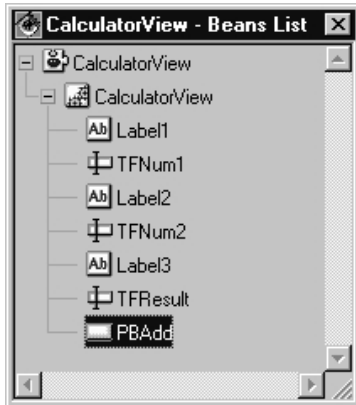 CalculatorView - Beans List
CalculatorView
CalculatorView
Ab Label1
TFNum1
Ab Label2
TFNum2
Ab Label3
TFResult
PBAdd